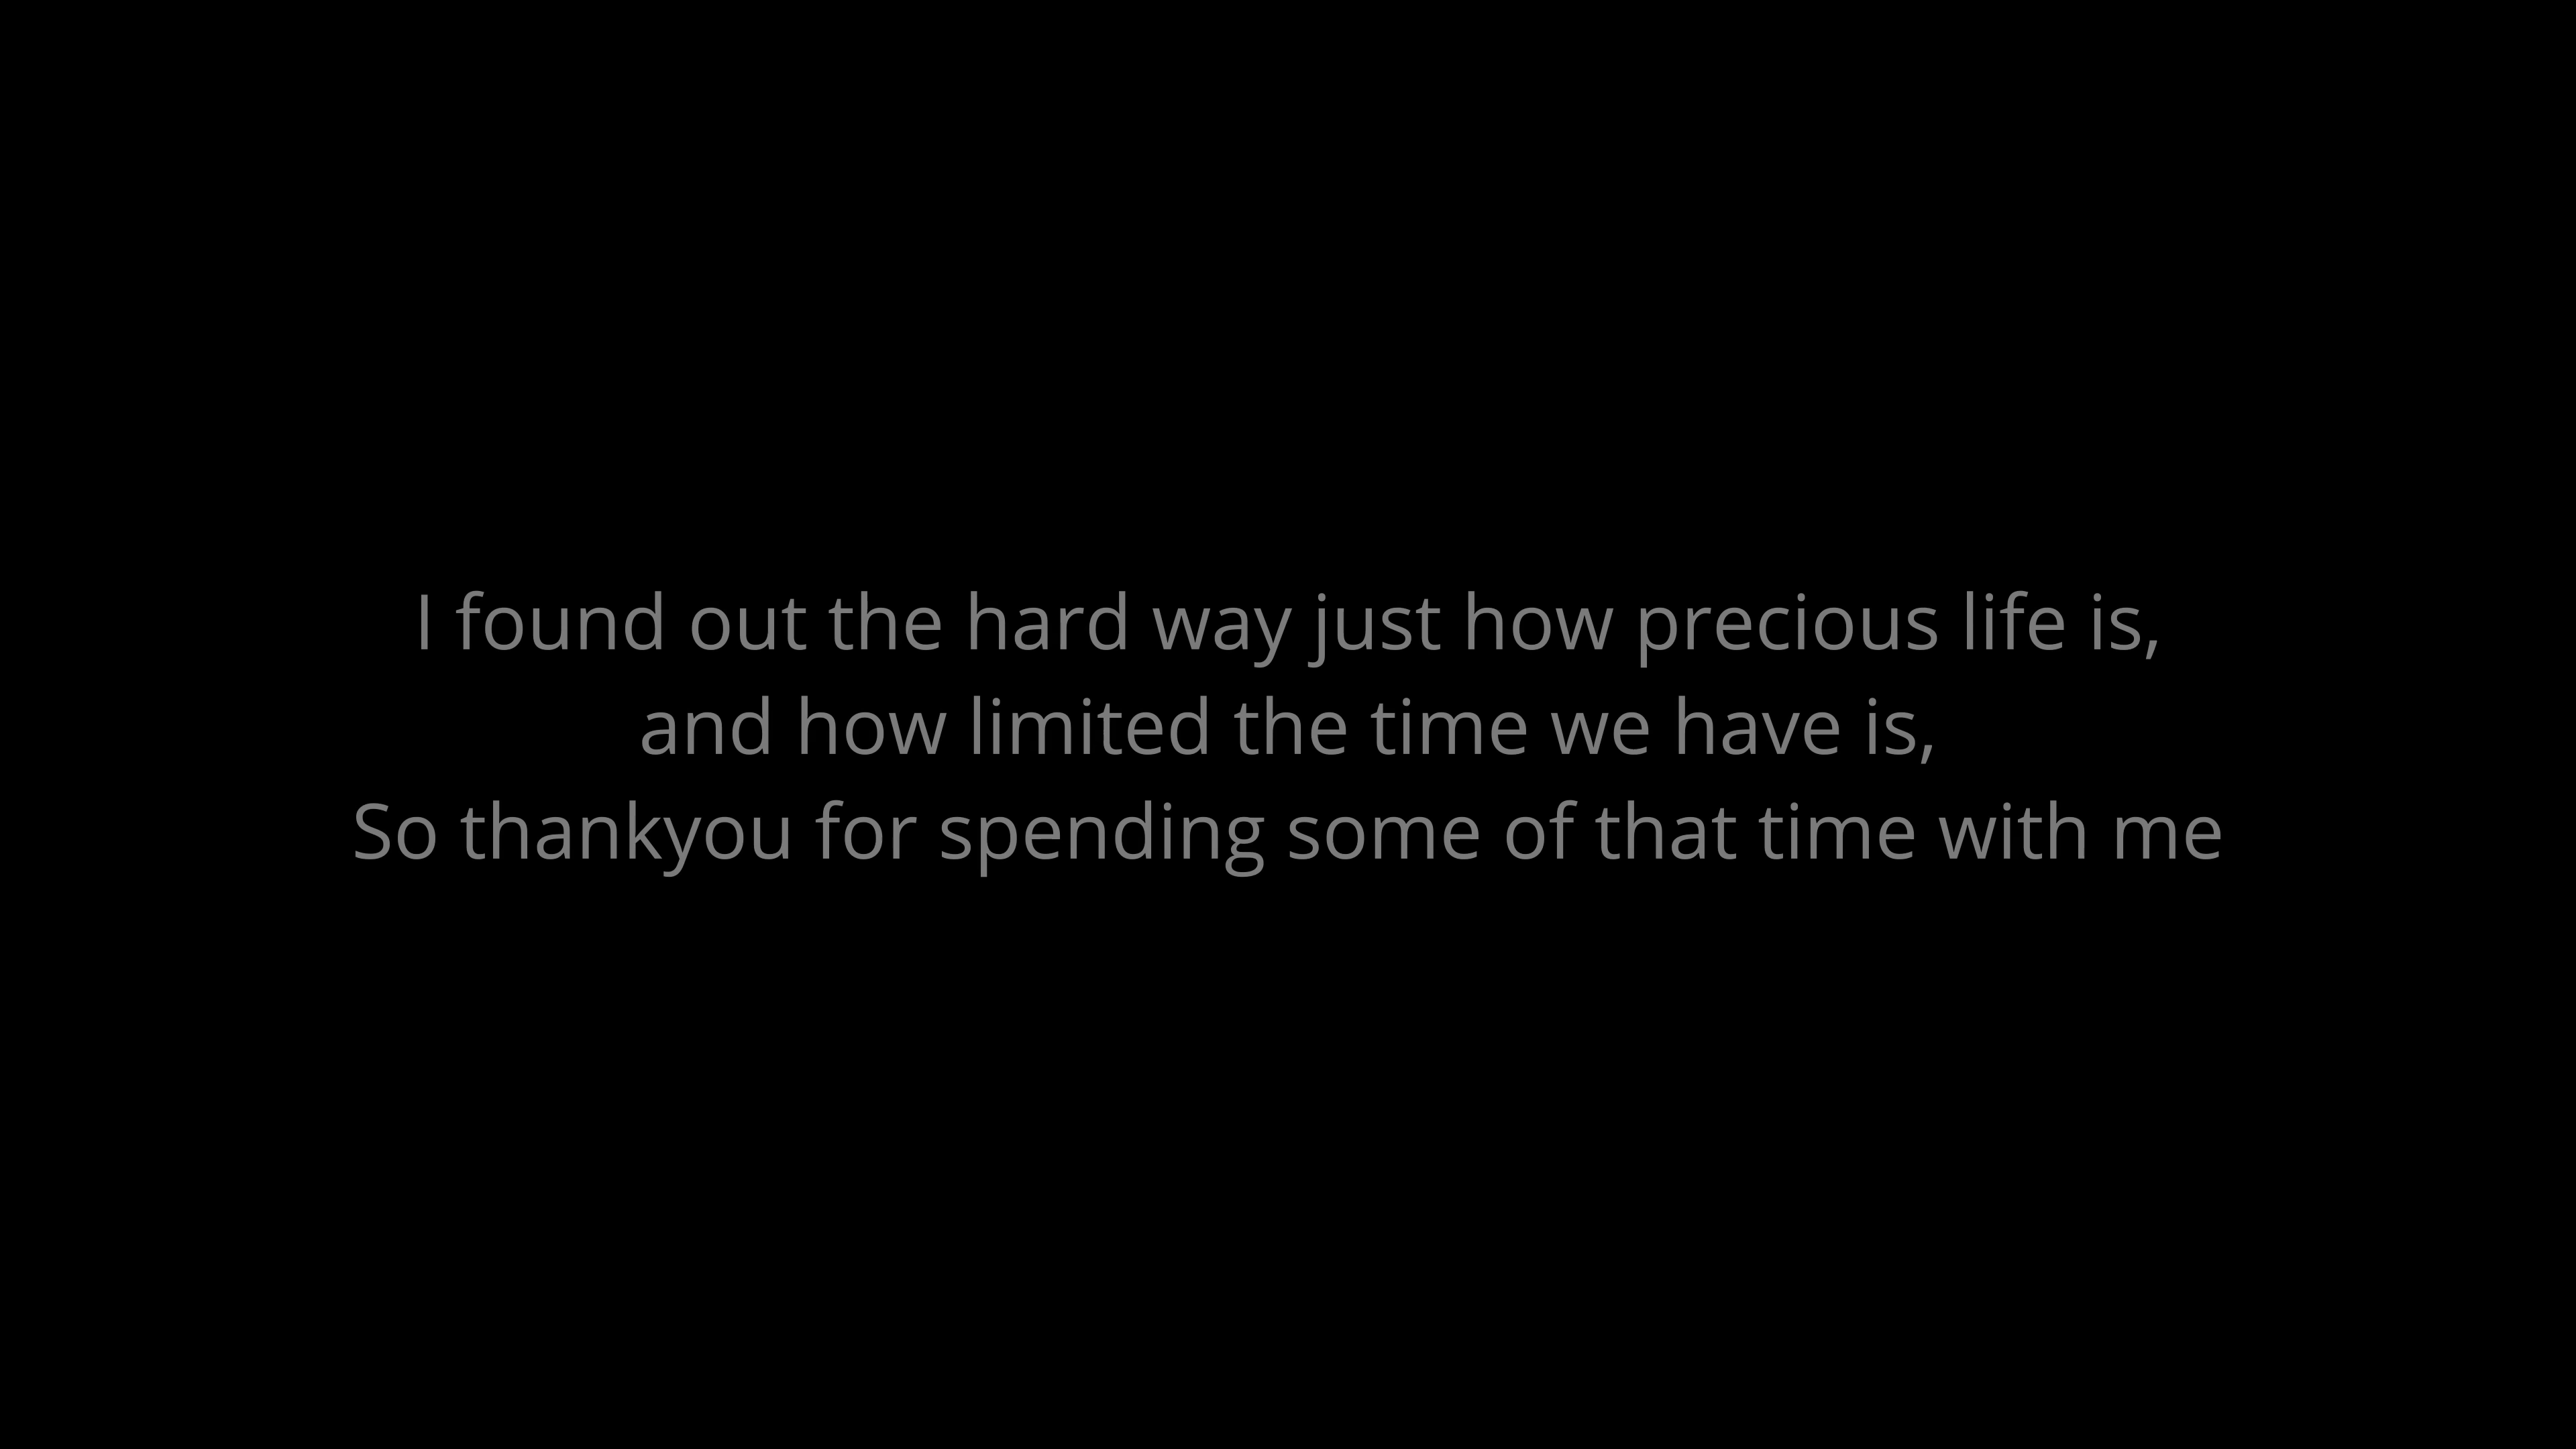 I found out the hard way just how precious life is,
and how limited the time we have is,
So thankyou for spending some of that time with me